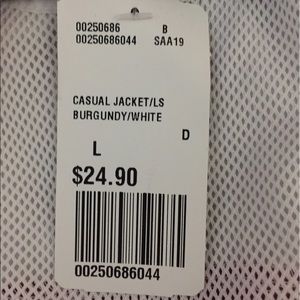 00250686 B
00250686044 SAA19
CASUAL JACKET/LS
BURGUNDY/WHITE
D
L
$24.90
00250686044